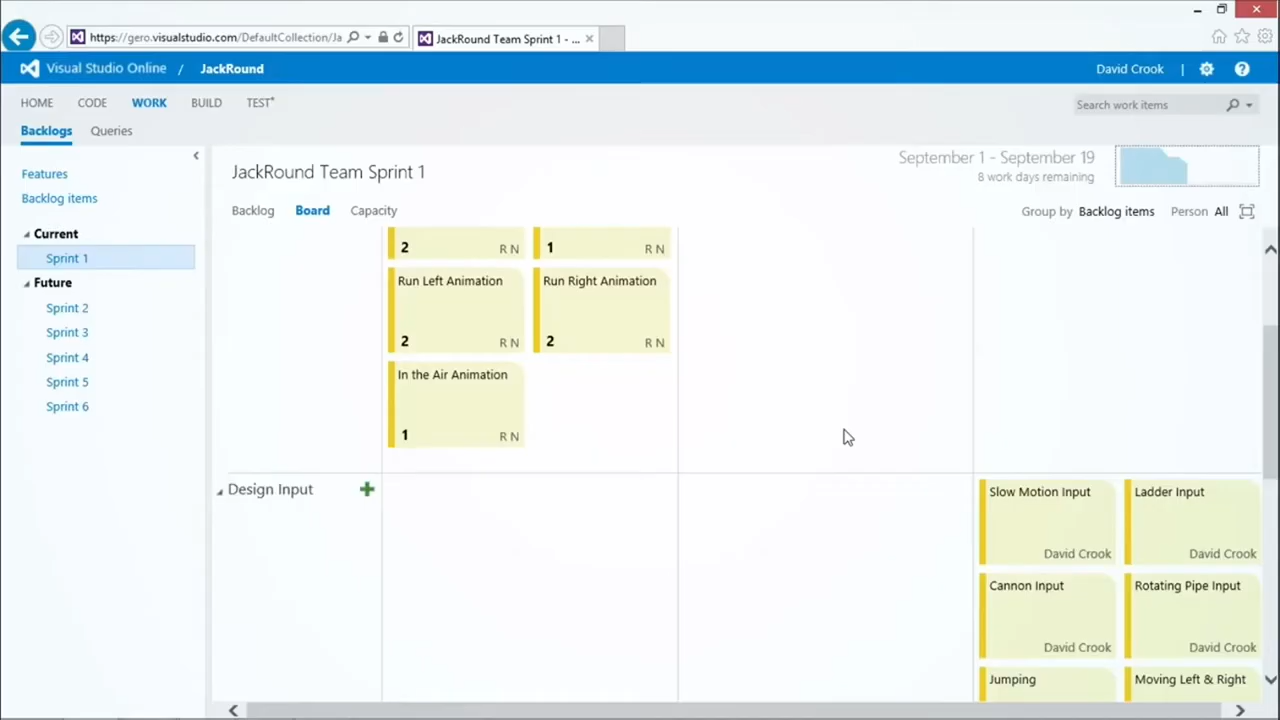 https://gero.visualstudio.com/DefaultCollection/Ja
JackRound Team Sprint 1 - ...
Visual Studio Online / JackRound
David Crook
HOME CODE WORK BUILD TEST*
Search work items
Backlogs Queries
Features
Backlog items
Current
Sprint 1
Future
Sprint 2
Sprint 3
Sprint 4
Sprint 5
Sprint 6
JackRound Team Sprint 1
September 1 - September 19
8 work days remaining
Backlog Board Capacity
Group by Backlog items Person All
2 R N
1 R N
Run Left Animation
2 R N
Run Right Animation
2 R N
In the Air Animation
1 R N
Design Input
Slow Motion Input
David Crook
Ladder Input
David Crook
Cannon Input
David Crook
Rotating Pipe Input
David Crook
Jumping
Moving Left & Right